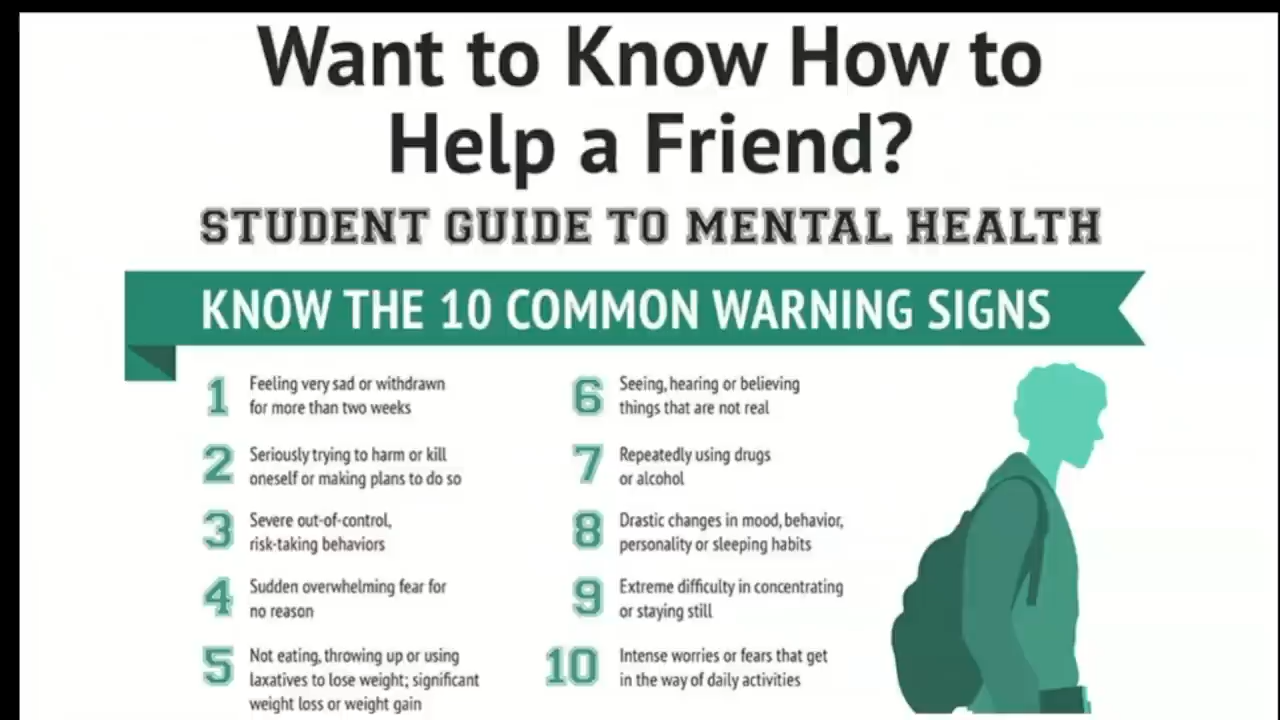 Want to Know How to
Help a Friend?
STUDENT GUIDE TO MENTAL HEALTH
KNOW THE 10 COMMON WARNING SIGNS
1 Feeling very sad or withdrawn
for more than two weeks
2 Seriously trying to harm or kill
oneself or making plans to do so
3 Severe out-of-control,
risk-taking behaviors
4 Sudden overwhelming fear for
no reason
5 Not eating, throwing up or using
laxatives to lose weight; significant
weight loss or weight gain
6 Seeing, hearing or believing
things that are not real
7 Repeatedly using drugs
or alcohol
8 Drastic changes in mood, behavior,
personality or sleeping habits
9 Extreme difficulty in concentrating
or staying still
10 Intense worries or fears that get
in the way of daily activities